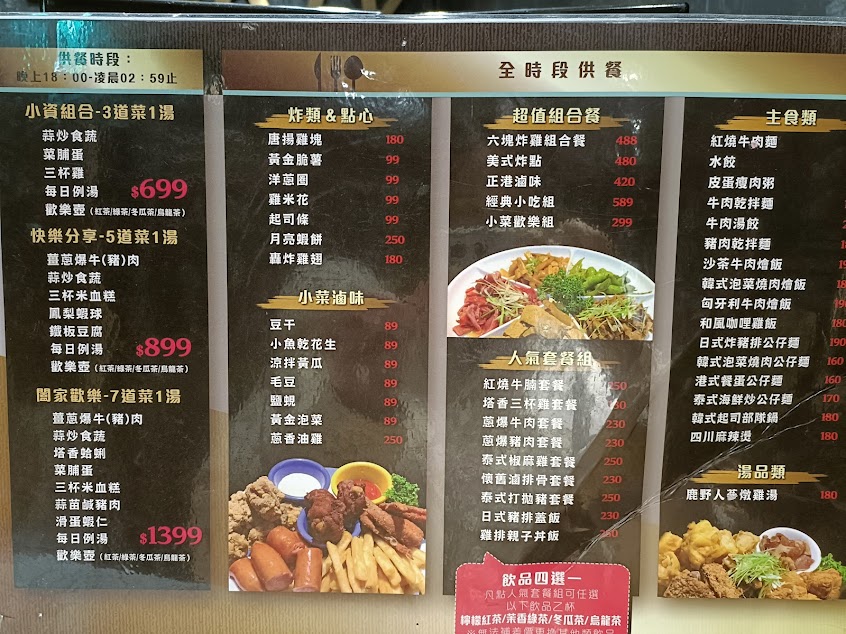 供餐時段：
晚上18：00-凌晨02：59止
小資組合-3道菜1湯
蒜炒食蔬
菜脯蛋
三杯雞
每日例湯 $699
歡樂壺（紅茶/綠茶/冬瓜茶/烏龍茶）
快樂分享-5道菜1湯
薑蔥爆牛(豬)肉
蒜炒食蔬
三杯米血糕
鳳梨蝦球
鐵板豆腐
每日例湯 $899
歡樂壺（紅茶/綠茶/冬瓜茶/烏龍茶）
闔家歡樂-7道菜1湯
薑蔥爆牛(豬)肉
蒜炒食蔬
塔香蛤蜊
菜脯蛋
三杯米血糕
蒜苗鹹豬肉
滑蛋蝦仁
每日例湯 $1399
歡樂壺（紅茶/綠茶/冬瓜茶/烏龍茶）
全時段供餐
炸類&點心
唐揚雞塊 180
黃金脆薯 99
洋蔥圈 99
雞米花 99
起司條 99
月亮蝦餅 250
轟炸雞翅 180
小菜滷味
豆干 89
小魚乾花生 89
涼拌黃瓜 89
毛豆 89
鹽蜆 89
黃金泡菜 89
蔥香油雞 250
超值組合餐
六塊炸雞組合餐 488
美式炸點 480
正港滷味 420
經典小吃組 589
小菜歡樂組 299
人氣套餐組
紅燒牛腩套餐 250
塔香三杯雞套餐
蔥爆牛肉套餐 230
蔥爆豬肉套餐 230
泰式椒麻雞套餐 250
懷舊滷排骨套餐 230
泰式打拋豬套餐 250
日式豬排蓋飯 230
雞排親子丼飯 250
飲品四選一
凡點人氣套餐組可任選
以下飲品乙杯
檸檬紅茶/茉香綠茶/冬瓜茶/烏龍茶
主食類
紅燒牛肉麵
水餃
皮蛋瘦肉粥
牛肉乾拌麵
牛肉湯餃
豬肉乾拌麵
沙茶牛肉燴飯
韓式泡菜燒肉燴飯
匈牙利牛肉燴飯
和風咖哩雞飯 180
日式炸豬排公仔麵 190
韓式泡菜燒肉公仔麵 160
港式餐蛋公仔麵 160
泰式海鮮炒公仔麵 170
韓式起司部隊鍋 180
四川麻辣燙 180
湯品類
鹿野人蔘燉雞湯 180